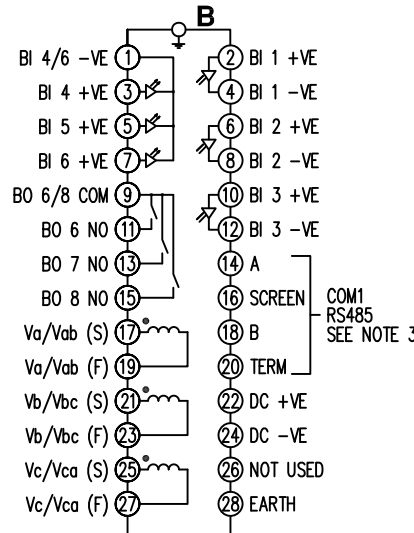 B
BI 4/6 -VE 1 2 BI 1 +VE
BI 4 +VE 3 4 BI 1 -VE
BI 5 +VE 5 6 BI 2 +VE
BI 6 +VE 7 8 BI 2 -VE
BO 6/8 COM 9 10 BI 3 +VE
BO 6 NO 11 12 BI 3 -VE
BO 7 NO 13 14 A
BO 8 NO 15 16 SCREEN COM1
RS485
Va/Vab (S) 17 18 B SEE NOTE 3
Va/Vab (F) 19 20 TERM
Vb/Vbc (S) 21 22 DC +VE
Vb/Vbc (F) 23 24 DC -VE
Vc/Vca (S) 25 26 NOT USED
Vc/Vca (F) 27 28 EARTH